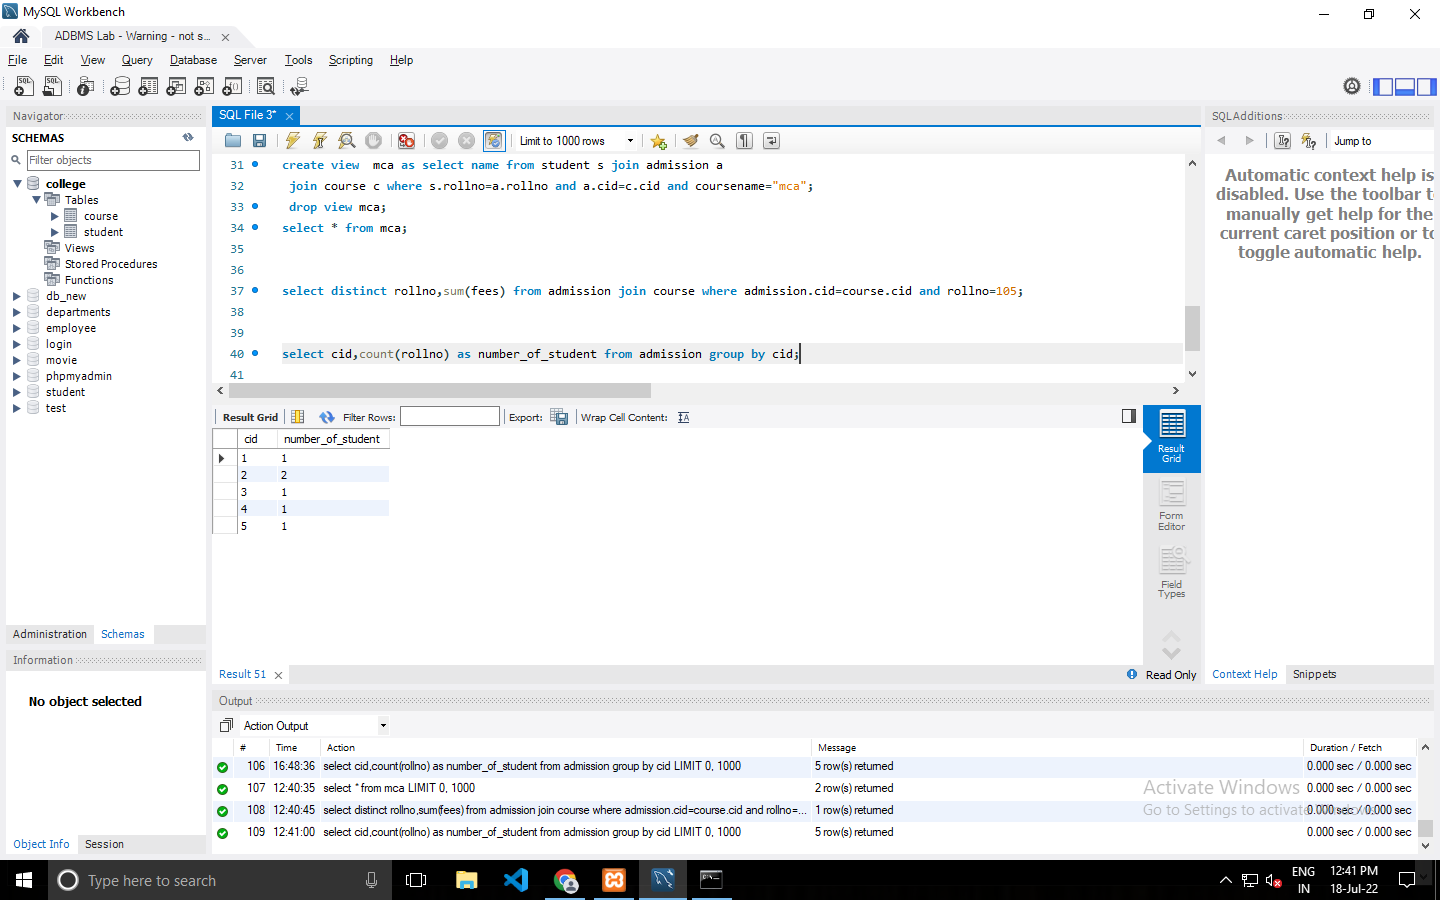 MySQL Workbench
ADBMS Lab - Warning - not s...
File Edit View Query Database Server Tools Scripting Help
Navigator
SCHEMAS
Filter objects
college
Tables
course
student
Views
Stored Procedures
Functions
db_new
departments
employee
login
movie
phpmyadmin
student
test
Administration Schemas
Information
No object selected
Object Info Session
SQL File 3*
Limit to 1000 rows
31 create view  mca as select name from student s join admission a
32 join course c where s.rollno=a.rollno and a.cid=c.cid and coursename="mca";
33 drop view mca;
34 select * from mca;
35
36
37 select distinct rollno,sum(fees) from admission join course where admission.cid=course.cid and rollno=105;
38
39
40 select cid,count(rollno) as number_of_student from admission group by cid;
41
Result Grid Filter Rows: Export: Wrap Cell Content:
cid number_of_student
1 1
2 2
3 1
4 1
5 1
Result Grid
Form Editor
Field Types
Result 51
Read Only
SQLAdditions
Jump to
Automatic context help is
disabled. Use the toolbar t
manually get help for the
current caret position or to
toggle automatic help.
Context Help Snippets
Output
Action Output
# Time Action Message Duration / Fetch
106 16:48:36 select cid,count(rollno) as number_of_student from admission group by cid LIMIT 0, 1000 5 row(s) returned 0.000 sec / 0.000 sec
107 12:40:35 select * from mca LIMIT 0, 1000 2 row(s) returned 0.000 sec / 0.000 sec
108 12:40:45 select distinct rollno,sum(fees) from admission join course where admission.cid=course.cid and rollno=... 1 row(s) returned 0.000 sec / 0.000 sec
109 12:41:00 select cid,count(rollno) as number_of_student from admission group by cid LIMIT 0, 1000 5 row(s) returned 0.000 sec / 0.000 sec
Activate Windows
Go to Settings to activate Windows.
Type here to search
ENG
IN
12:41 PM
18-Jul-22